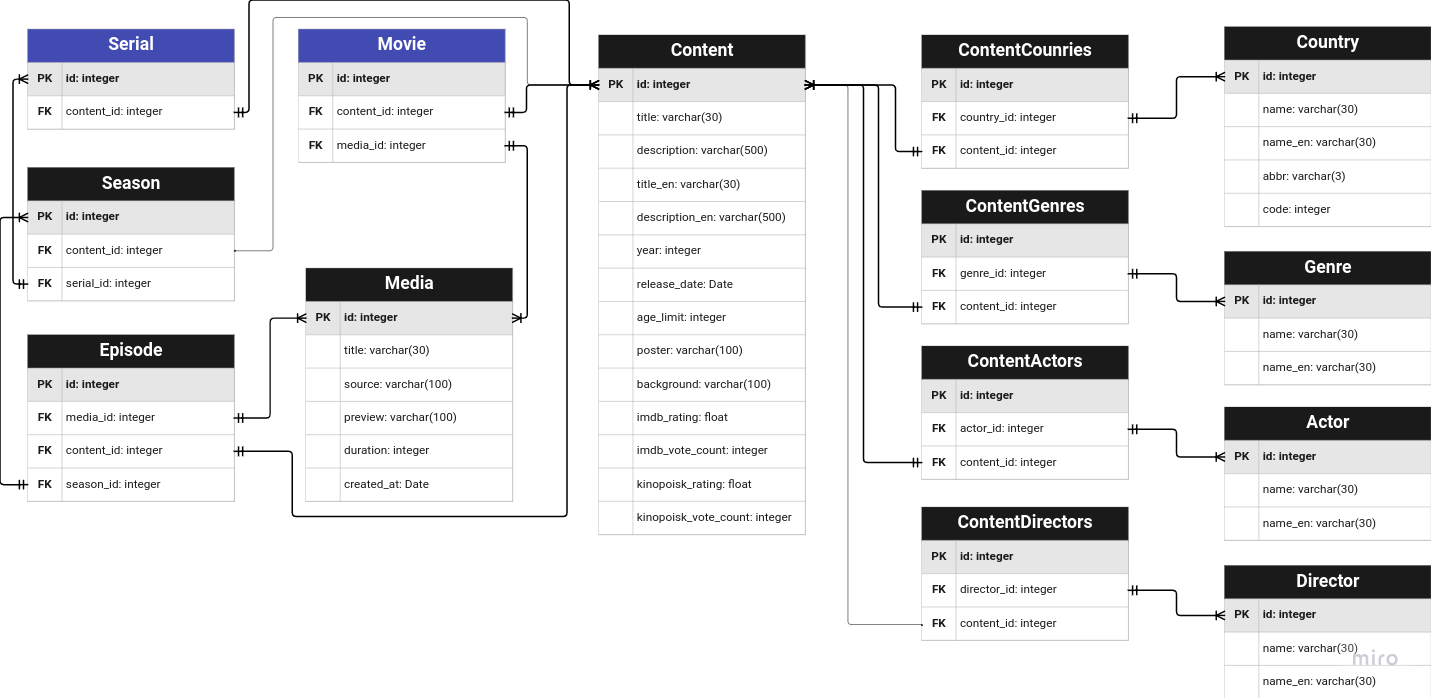 Serial
PK id: integer
FK content_id: integer
Season
PK id: integer
FK content_id: integer
FK serial_id: integer
Episode
PK id: integer
FK media_id: integer
FK content_id: integer
FK season_id: integer
Movie
PK id: integer
FK content_id: integer
FK media_id: integer
Media
PK id: integer
title: varchar(30)
source: varchar(100)
preview: varchar(100)
duration: integer
created_at: Date
Content
PK id: integer
title: varchar(30)
description: varchar(500)
title_en: varchar(30)
description_en: varchar(500)
year: integer
release_date: Date
age_limit: integer
poster: varchar(100)
background: varchar(100)
imdb_rating: float
imdb_vote_count: integer
kinopoisk_rating: float
kinopoisk_vote_count: integer
ContentCounries
PK id: integer
FK country_id: integer
FK content_id: integer
ContentGenres
PK id: integer
FK genre_id: integer
FK content_id: integer
ContentActors
PK id: integer
FK actor_id: integer
FK content_id: integer
ContentDirectors
PK id: integer
FK director_id: integer
FK content_id: integer
Country
PK id: integer
name: varchar(30)
name_en: varchar(30)
abbr: varchar(3)
code: integer
Genre
PK id: integer
name: varchar(30)
name_en: varchar(30)
Actor
PK id: integer
name: varchar(30)
name_en: varchar(30)
Director
PK id: integer
name: varchar(30)
name_en: varchar(30)
miro